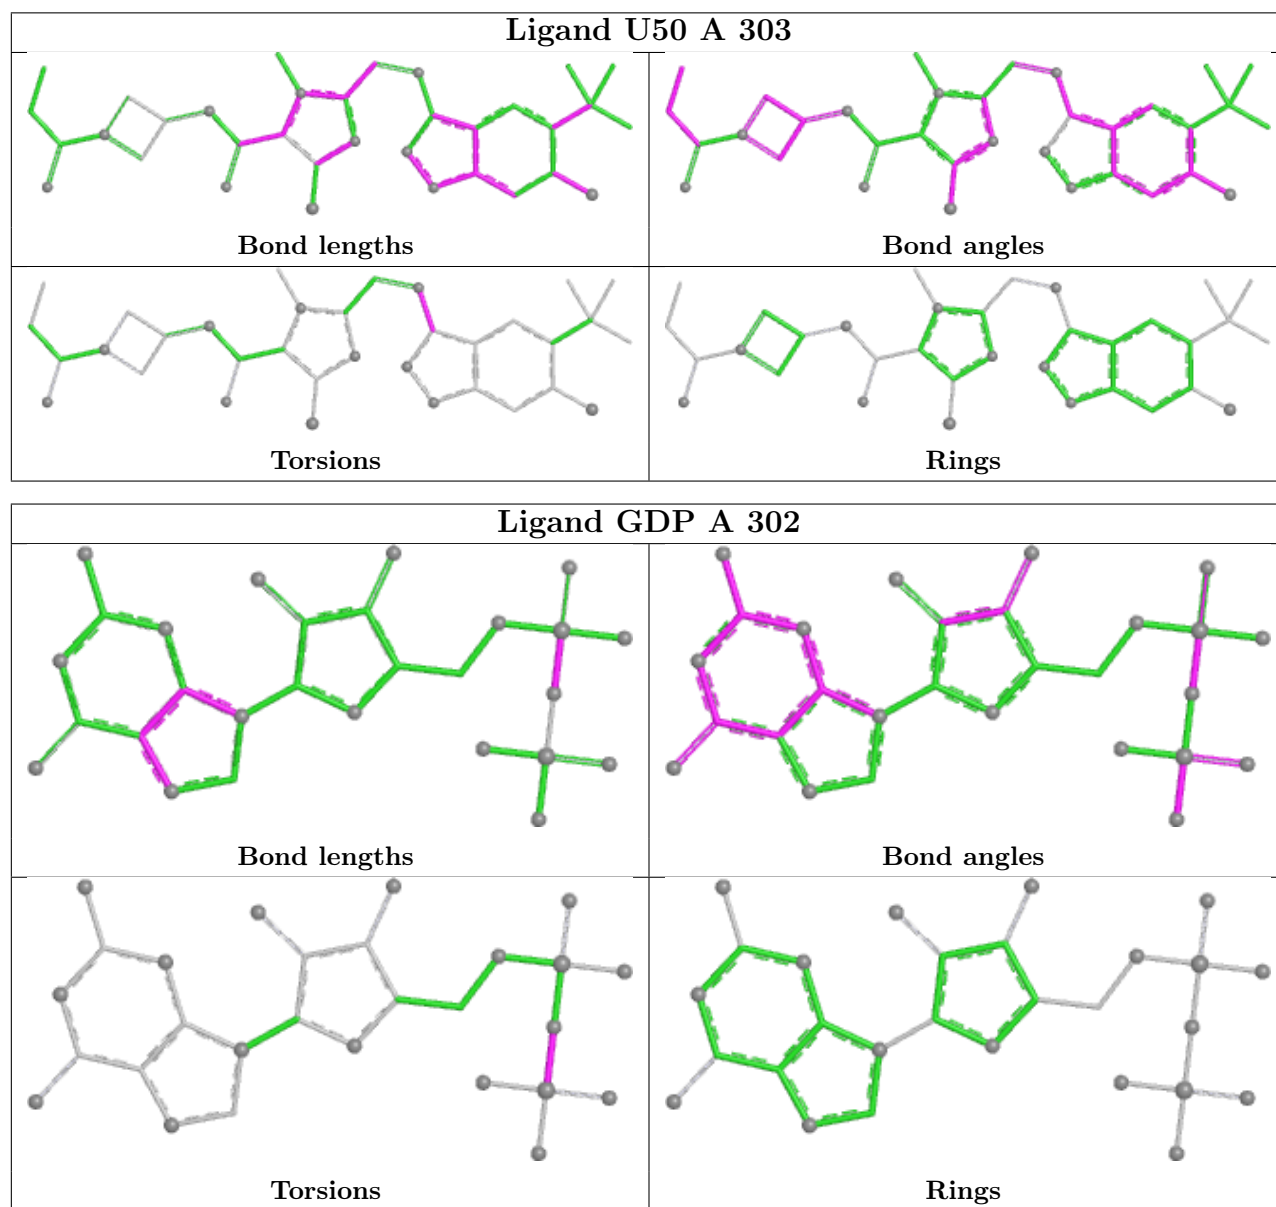 Ligand U50 A 303
Bond lengths
Bond angles
Torsions
Rings
Ligand GDP A 302
Bond lengths
Bond angles
Torsions
Rings